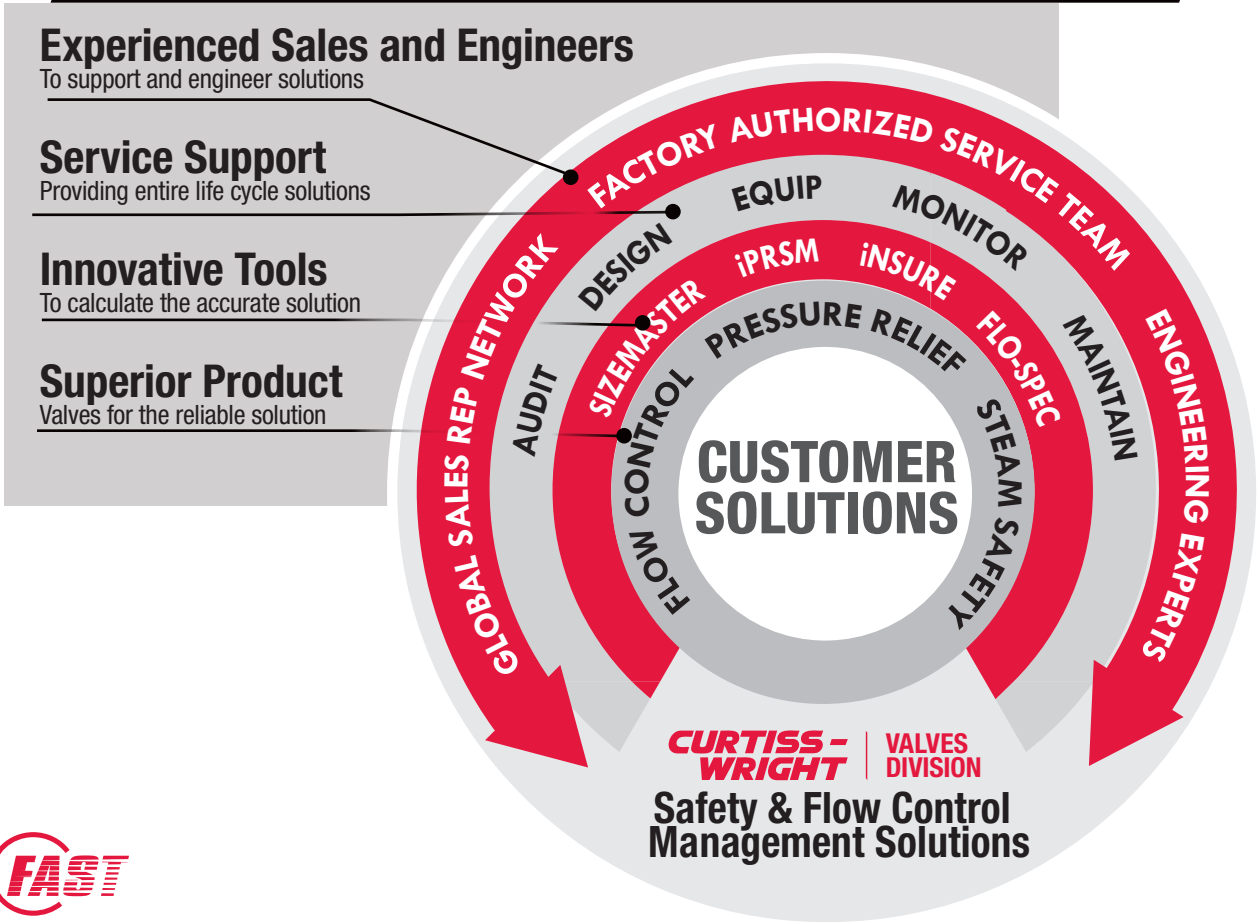 Experienced Sales and Engineers
To support and engineer solutions
Service Support
Providing entire life cycle solutions
Innovative Tools
To calculate the accurate solution
Superior Product
Valves for the reliable solution
GLOBAL SALES REP NETWORK
FACTORY AUTHORIZED SERVICE TEAM
ENGINEERING EXPERTS
AUDIT
DESIGN
EQUIP
MONITOR
MAINTAIN
SIZEMASTER
iPRSM
iNSURE
FLO-SPEC
FLOW CONTROL
PRESSURE RELIEF
STEAM SAFETY
CUSTOMER
SOLUTIONS
CURTISS-
WRIGHT
VALVES
DIVISION
Safety & Flow Control
Management Solutions
FAST